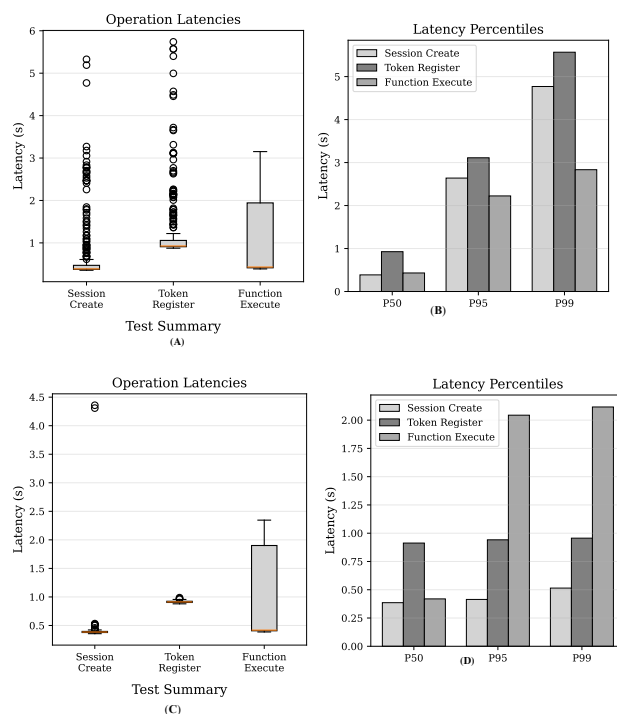 Operation Latencies
Latency (s)
6
5
4
3
2
1
Session
Create
Token
Register
Function
Execute
Test Summary
(A)
Latency Percentiles
Session Create
Token Register
Function Execute
Latency (s)
5
4
3
2
1
0
P50
P95
P99
(B)
Operation Latencies
Latency (s)
4.5
4.0
3.5
3.0
2.5
2.0
1.5
1.0
0.5
Session
Create
Token
Register
Function
Execute
Test Summary
(C)
Latency Percentiles
Session Create
Token Register
Function Execute
Latency (s)
2.00
1.75
1.50
1.25
1.00
0.75
0.50
0.25
0.00
P50
P95
P99
(D)